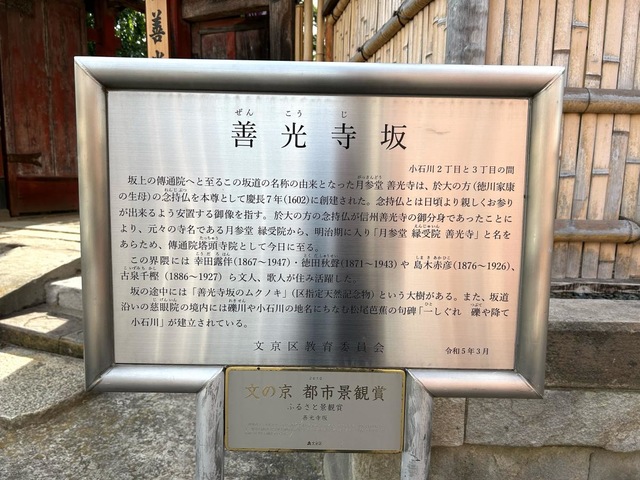 善光
善光寺坂
ぜんこうじ
小石川2丁目と3丁目の間
坂上の傳通院へと至るこの坂道の名称の由来となった月参堂 善光寺は、於大の方（徳川家康
の生母）の念持仏を本尊として慶長7年(1602)に創建された。念持仏とは日頃より親しくお参り
が出来るよう安置する御像を指す。於大の方の念持仏が信州善光寺の御分身であったことに
より、元々の寺名である月参堂 縁受院から、明治期に入り「月参堂 縁受院 善光寺」と名を
あらため、傳通院塔頭寺院として今日に至る。
この界隈には 幸田露伴(1867～1947)・徳田秋聲(1871～1943)や 島木赤彦(1876～1926)、
古泉千樫 (1886～1927) ら文人、歌人が住み活躍した。
坂の途中には「善光寺坂のムクノキ」（区指定天然記念物）という大樹がある。また、坂道
沿いの慈眼院の境内には礫川や小石川の地名にちなむ松尾芭蕉の句碑「一しぐれ 礫や降て
小石川」が建立されている。
文京区教育委員会
令和5年3月
文の京 都市景観賞
ふるさと景観賞
善光寺坂